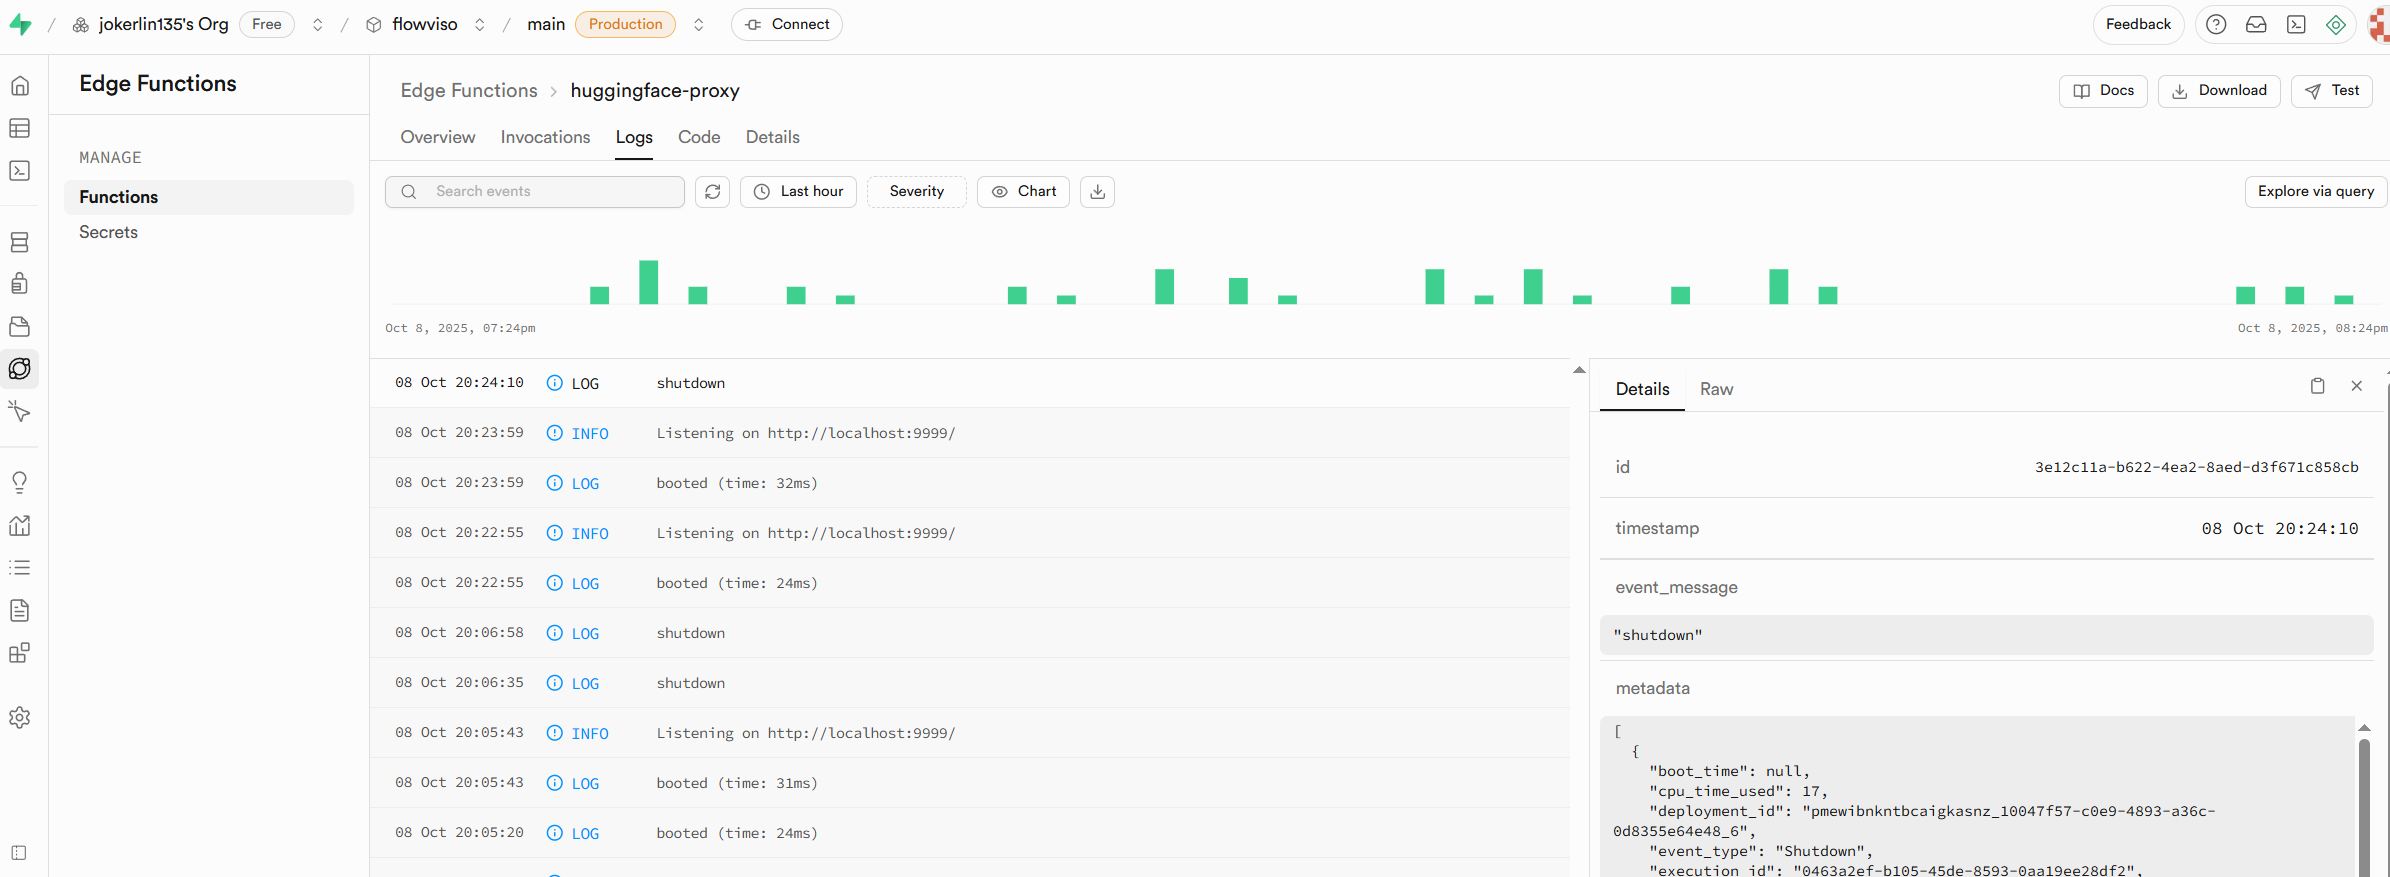 jokerlin135's Org Free / flowviso / main Production Connect Feedback
Edge Functions
MANAGE
Functions
Secrets
Edge Functions > huggingface-proxy
Docs Download Test
Overview Invocations Logs Code Details
Search events Last hour Severity Chart Explore via query
Oct 8, 2025, 07:24pm Oct 8, 2025, 08:24pm
08 Oct 20:24:10 LOG shutdown
08 Oct 20:23:59 INFO Listening on http://localhost:9999/
08 Oct 20:23:59 LOG booted (time: 32ms)
08 Oct 20:22:55 INFO Listening on http://localhost:9999/
08 Oct 20:22:55 LOG booted (time: 24ms)
08 Oct 20:06:58 LOG shutdown
08 Oct 20:06:35 LOG shutdown
08 Oct 20:05:43 INFO Listening on http://localhost:9999/
08 Oct 20:05:43 LOG booted (time: 31ms)
08 Oct 20:05:20 LOG booted (time: 24ms)
Details Raw
id 3e12c11a-b622-4ea2-8aed-d3f671c858cb
timestamp 08 Oct 20:24:10
event_message
"shutdown"
metadata
[
{
"boot_time": null,
"cpu_time_used": 17,
"deployment_id": "pmewibnkntbcaigkasnz_10047f57-c0e9-4893-a36c-
0d8355e64e48_6",
"event_type": "Shutdown",
"execution_id": "0463a2ef-b105-45de-8593-0aa19ee28df2",